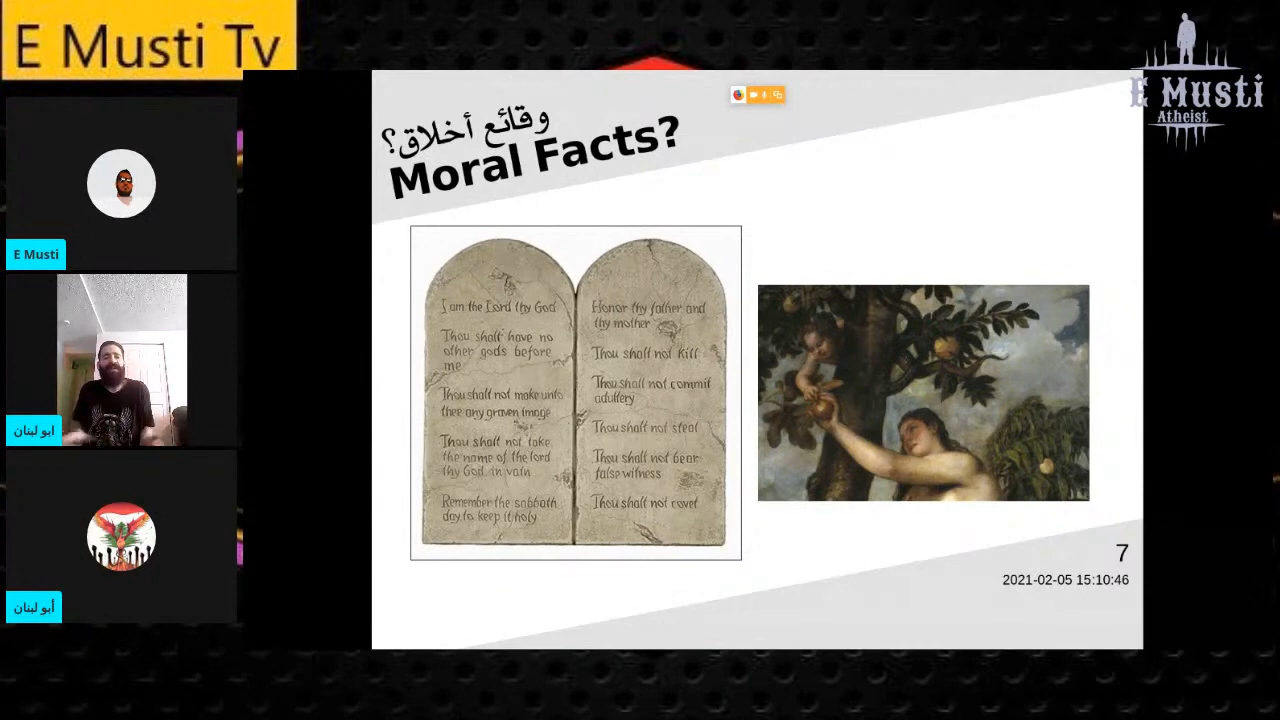 E Musti Tv
E Musti
Atheist
E Musti
ابو لبنان
أبو لبنان
وقائع أخلاق؟
Moral Facts?
I am the Lord thy God
Thou shalt have no
other gods before
me
Thou shalt not make unto
thee any graven image
Thou shalt not take
the name of the lord
thy God in vain
Remember the sabbath
day, to keep it holy
Honor thy father and
thy mother
Thou shalt not kill
Thou shalt not commit
adultery
Thou shalt not steal
Thou shalt not bear
false witness
Thou shalt not covet
7
2021-02-05 15:10:46